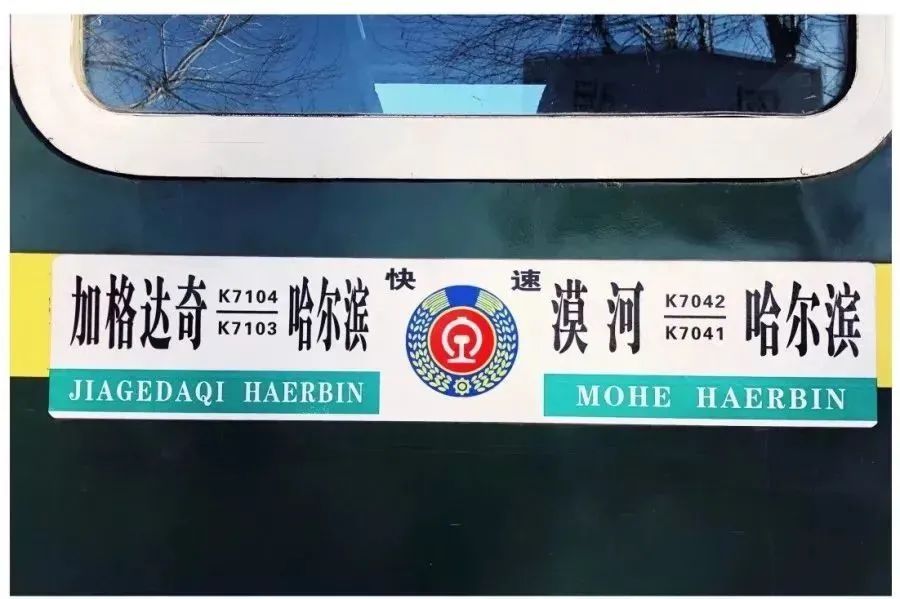 快 速
加格达奇 K7104 哈尔滨
K7103
JIAGEDAQI HAERBIN
漠河 K7042 哈尔滨
K7041
MOHE HAERBIN